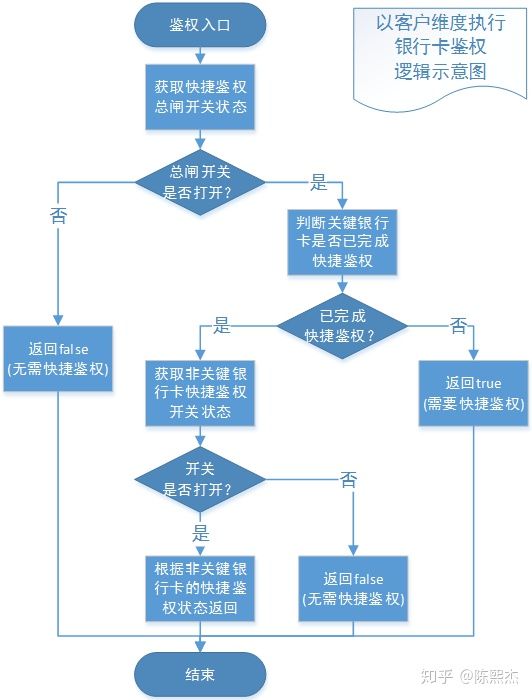 鉴权入口
以客户维度执行
银行卡鉴权
逻辑示意图
获取快捷鉴权
总闸开关状态
总闸开关
是否打开？
否
是
判断关键银行
卡是否已完成
快捷鉴权
已完成
快捷鉴权？
是
否
返回false
(无需快捷鉴权)
获取非关键银
行卡快捷鉴权
开关状态
返回true
(需要快捷鉴权)
开关
是否打开？
否
是
根据非关键银
行卡的快捷鉴
权状态返回
返回false
(无需快捷鉴权)
结束
知乎 @陈熙杰